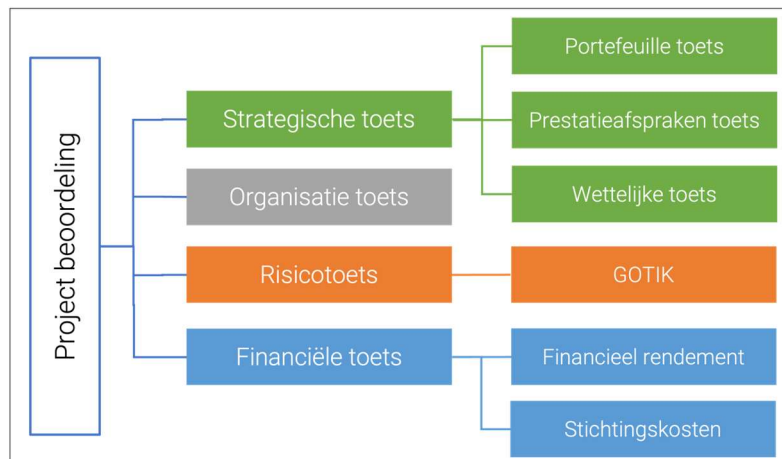 Project beoordeling
Strategische toets
Portefeuille toets
Prestatieafspraken toets
Wettelijke toets
Organisatie toets
Risicotoets
GOTIK
Financiële toets
Financieel rendement
Stichtingskosten